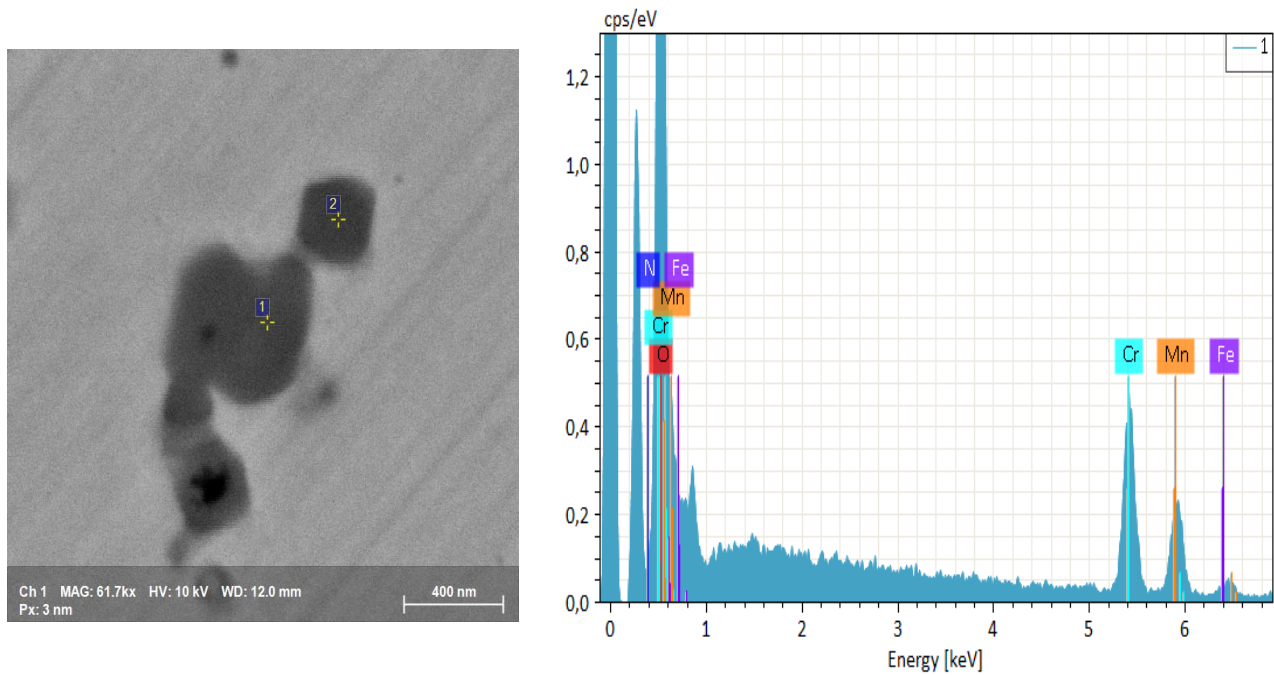 2
1
Ch 1 MAG: 61.7kx HV: 10 kV WD: 12.0 mm
Px: 3 nm
400 nm
cps/eV
1
1,2
1,0
0,8
0,6
0,4
0,2
0,0
N Fe
Mn
Cr
O
Cr Mn Fe
0 1 2 3 4 5 6
Energy [keV]